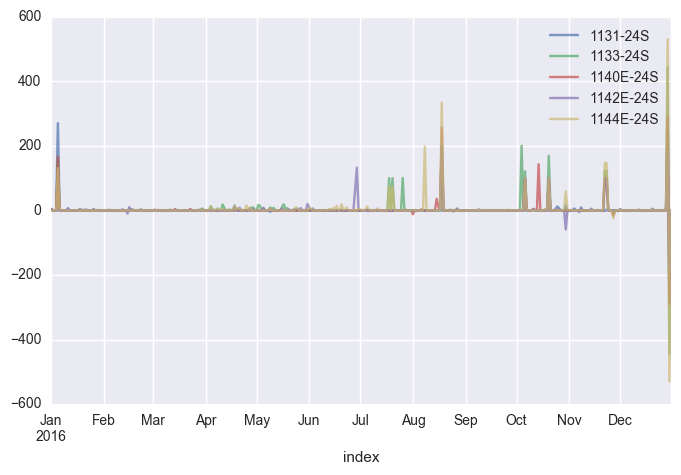 600
400
200
0
−200
−400
−600
Jan Feb Mar Apr May Jun Jul Aug Sep Oct Nov Dec
2016
index
1131-24S
1133-24S
1140E-24S
1142E-24S
1144E-24S